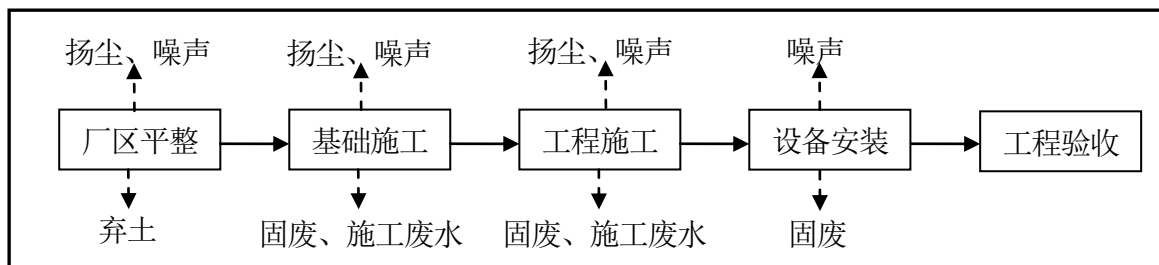 扬尘、噪声
扬尘、噪声
扬尘、噪声
噪声
厂区平整
基础施工
工程施工
设备安装
工程验收
弃土
固废、施工废水
固废、施工废水
固废